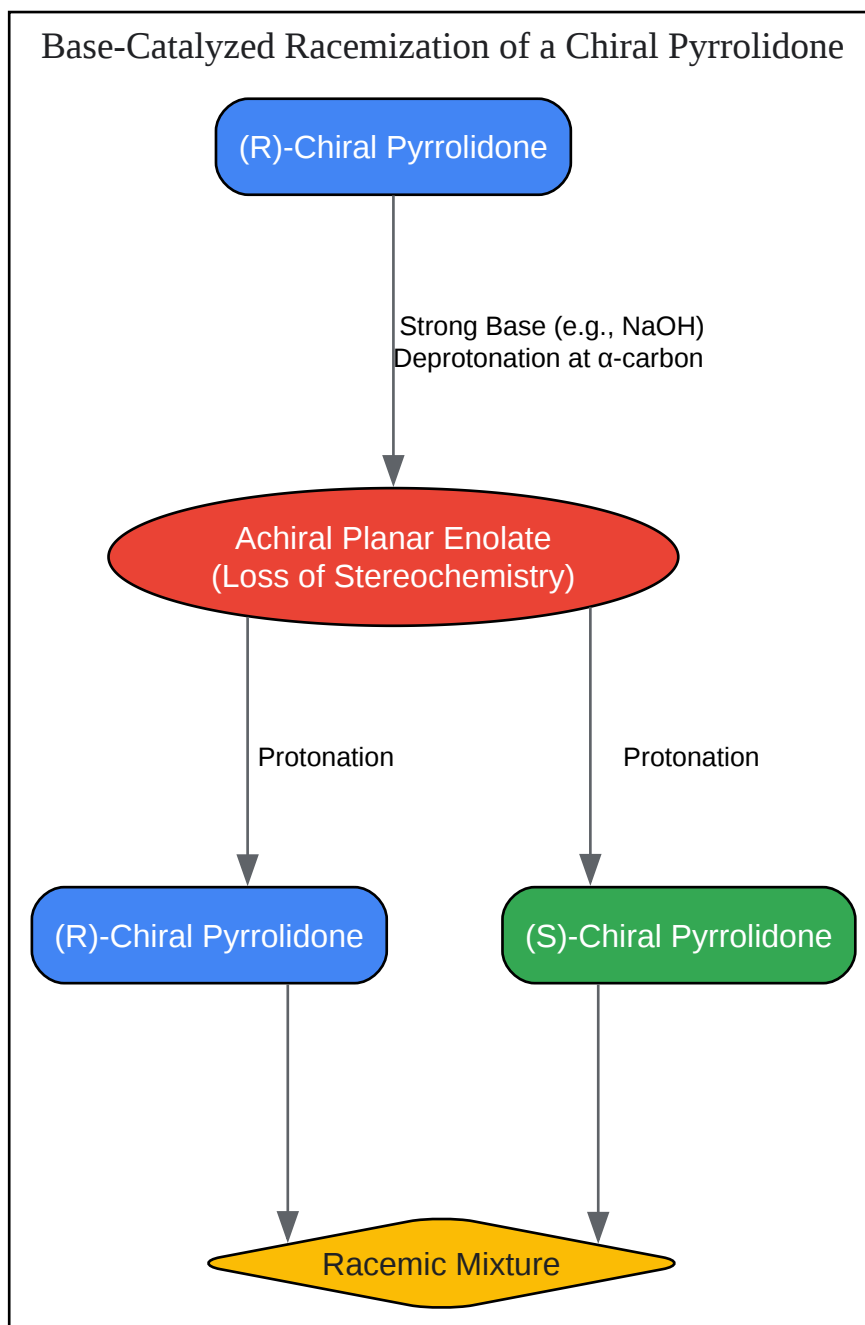 Base-Catalyzed Racemization of a Chiral Pyrrolidone
(R)-Chiral Pyrrolidone
Strong Base (e.g., NaOH)
Deprotonation at α-carbon
Achiral Planar Enolate
(Loss of Stereochemistry)
Protonation
Protonation
(R)-Chiral Pyrrolidone
(S)-Chiral Pyrrolidone
Racemic Mixture